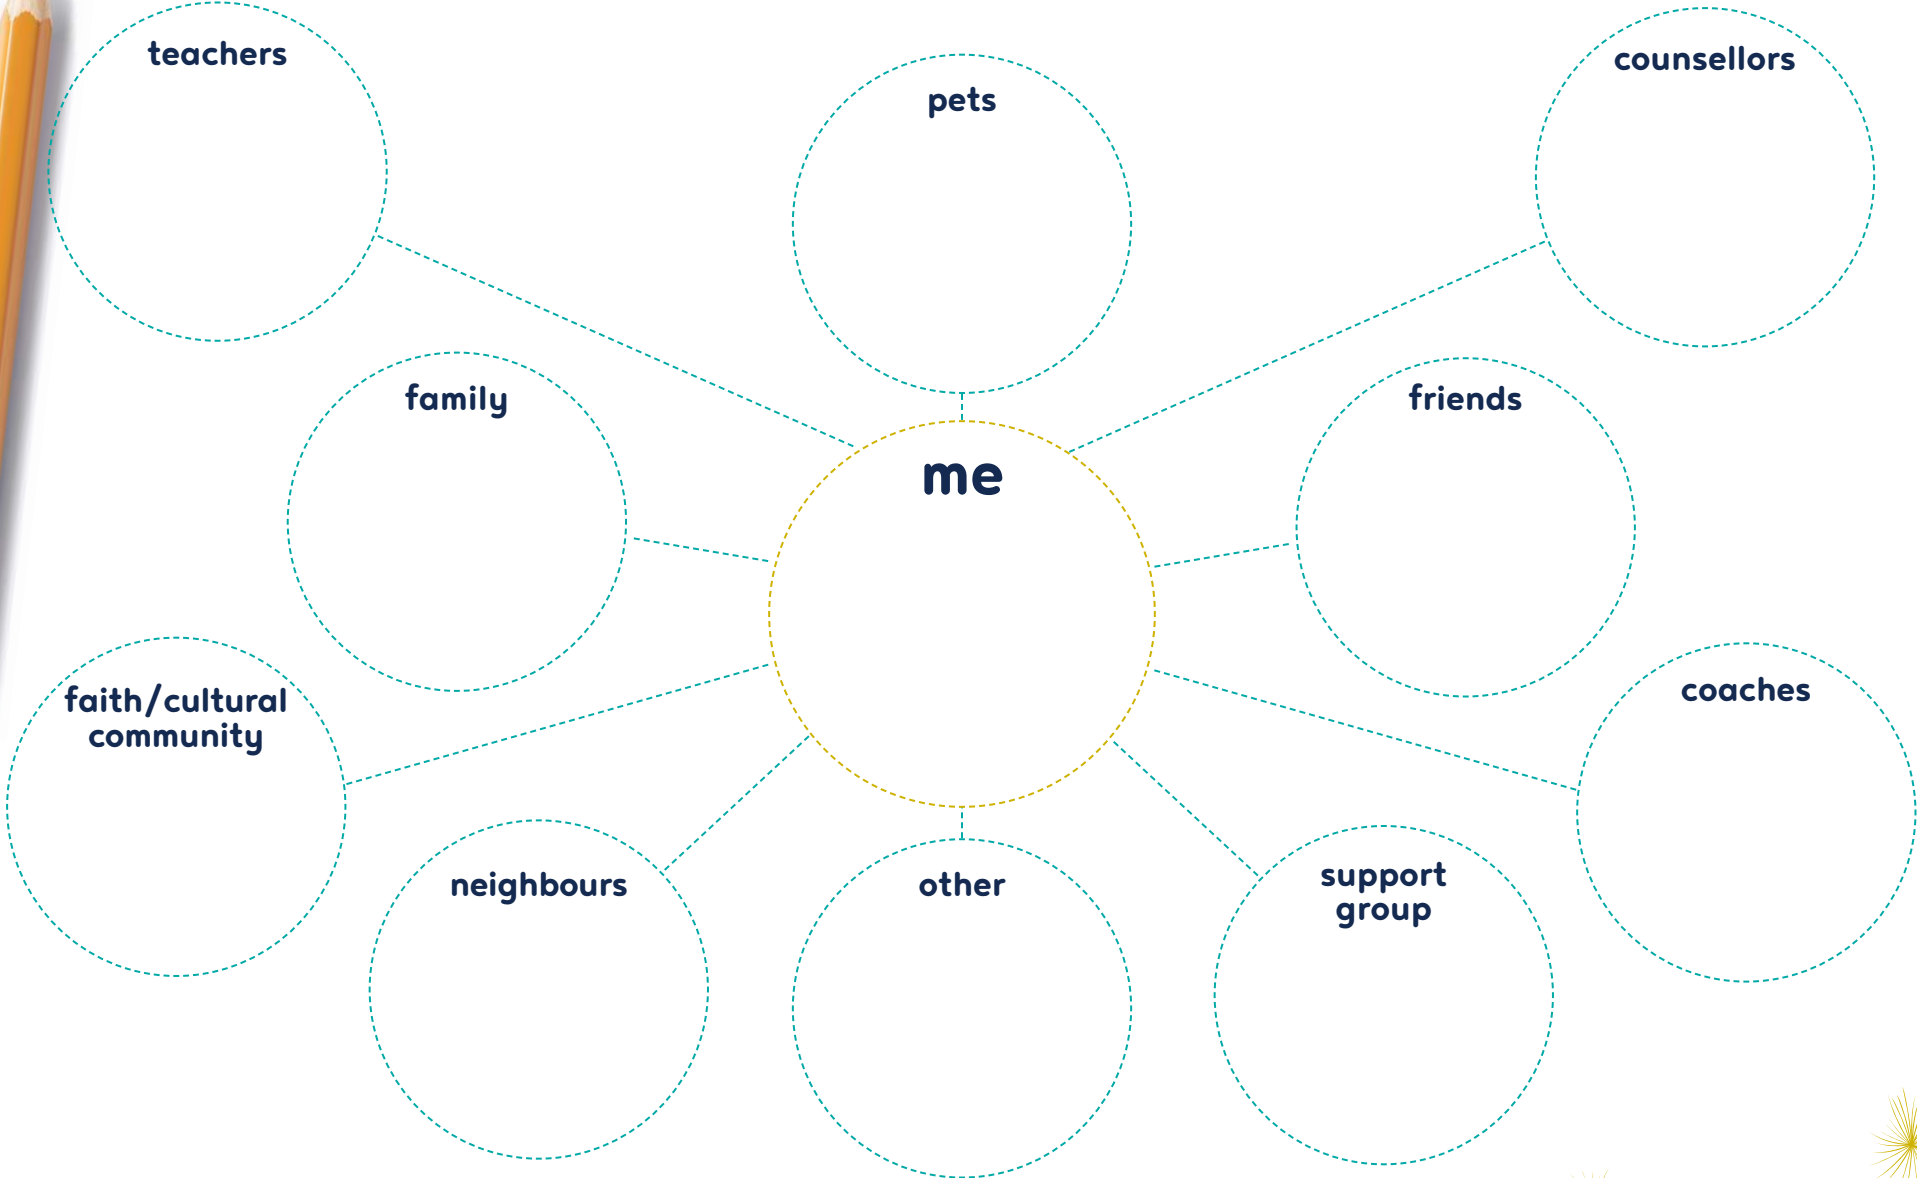 teachers
pets
counsellors
family
friends
me
faith/cultural
community
coaches
neighbours
other
support
group